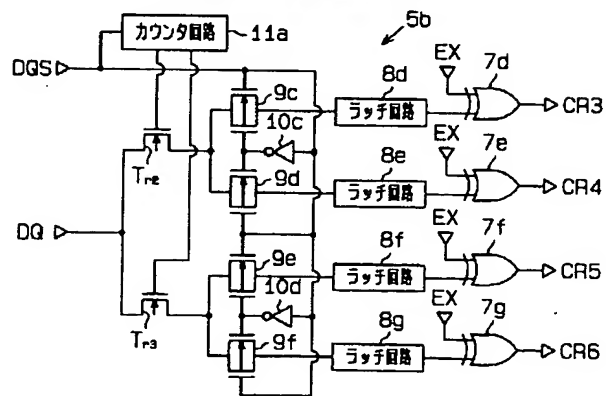 カウンタ回路
11a
5b
DQS
EX
7d
9c
8d
ラッチ回路
CR3
10c
EX
7e
Tr2
8e
ラッチ回路
CR4
9d
DQ
EX
7f
9e
8f
ラッチ回路
CR5
10d
EX
7g
Tr3
8g
ラッチ回路
CR6
9f